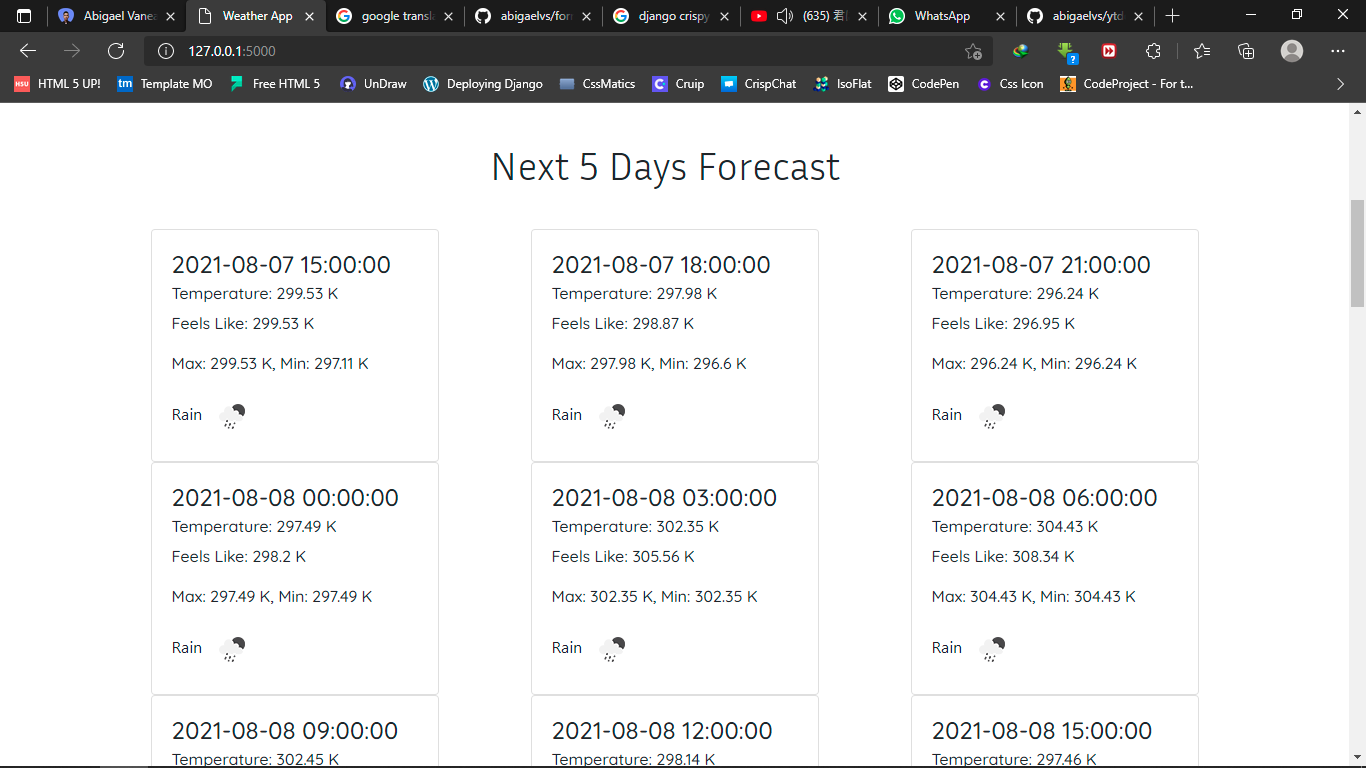 Abigael Vanea
Weather App
google transla
abigaelvs/forr
django crispy
(635) 君
WhatsApp
abigaelvs/ytd
127.0.0.1:5000
HTML 5 UP!
Template MO
Free HTML 5
UnDraw
Deploying Django
CssMatics
Cruip
CrispChat
IsoFlat
CodePen
Css Icon
CodeProject - For t...
Next 5 Days Forecast
2021-08-07 15:00:00
Temperature: 299.53 K
Feels Like: 299.53 K
Max: 299.53 K, Min: 297.11 K
Rain
2021-08-07 18:00:00
Temperature: 297.98 K
Feels Like: 298.87 K
Max: 297.98 K, Min: 296.6 K
Rain
2021-08-07 21:00:00
Temperature: 296.24 K
Feels Like: 296.95 K
Max: 296.24 K, Min: 296.24 K
Rain
2021-08-08 00:00:00
Temperature: 297.49 K
Feels Like: 298.2 K
Max: 297.49 K, Min: 297.49 K
Rain
2021-08-08 03:00:00
Temperature: 302.35 K
Feels Like: 305.56 K
Max: 302.35 K, Min: 302.35 K
Rain
2021-08-08 06:00:00
Temperature: 304.43 K
Feels Like: 308.34 K
Max: 304.43 K, Min: 304.43 K
Rain
2021-08-08 09:00:00
Temperature: 302.45 K
2021-08-08 12:00:00
Temperature: 298.14 K
2021-08-08 15:00:00
Temperature: 297.46 K